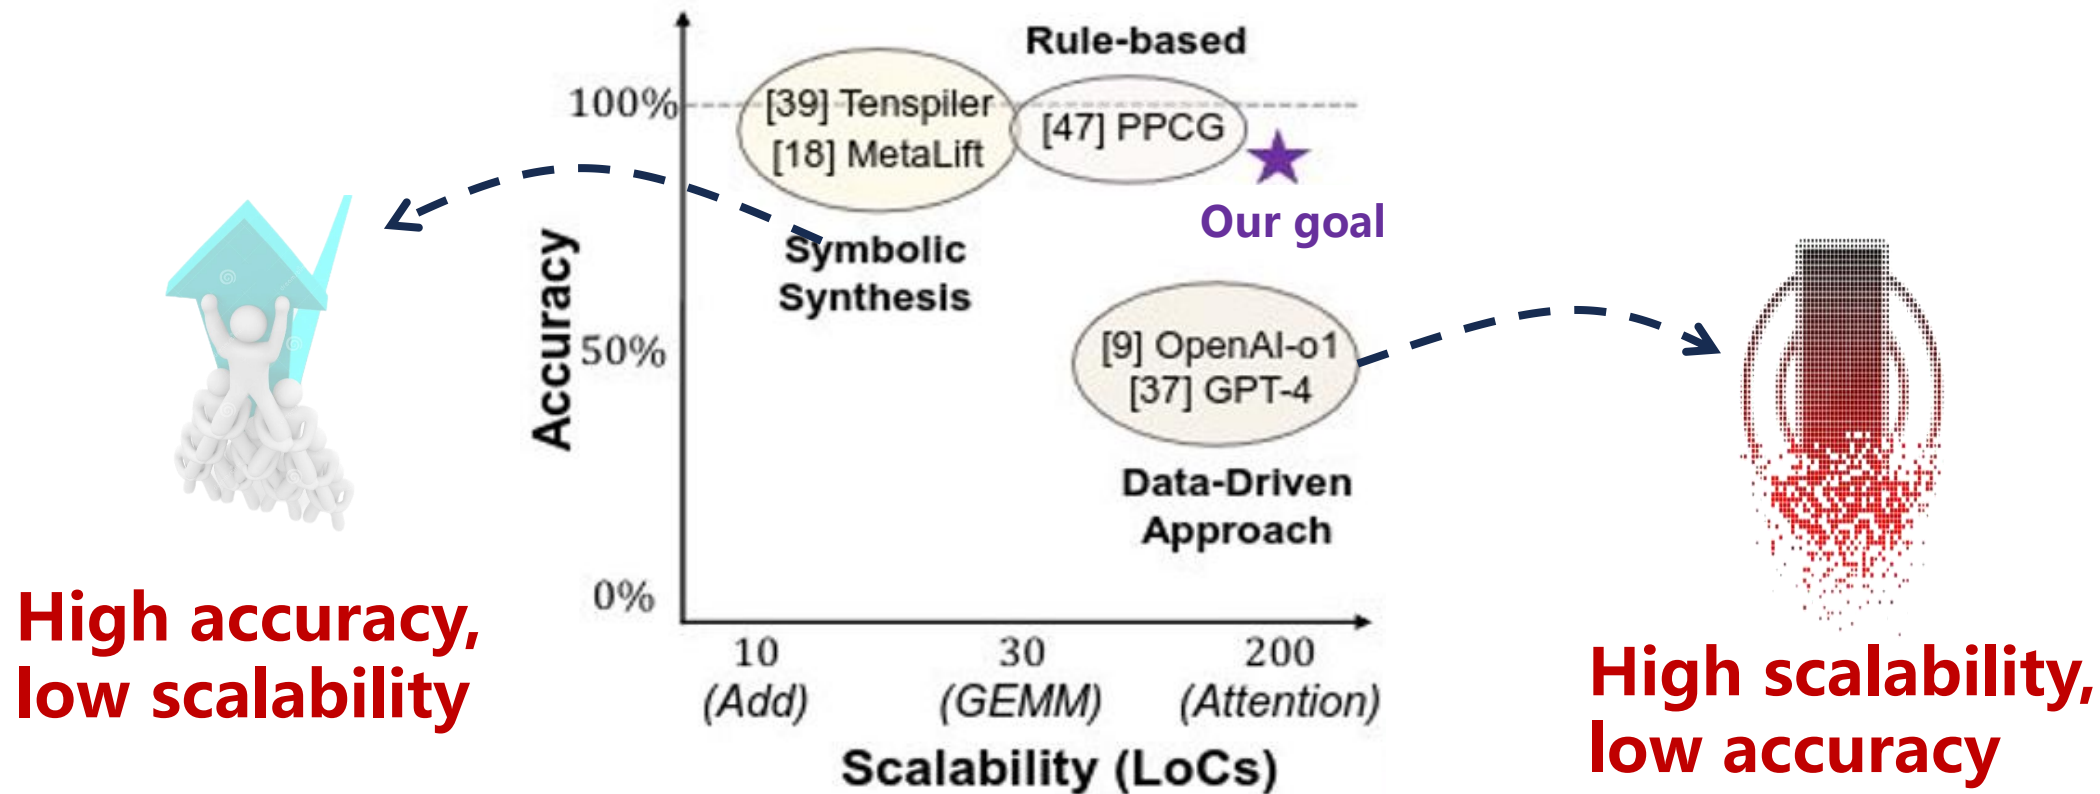 Rule-based
100%
[39] Tenspiler
[18] MetaLift
[47] PPCG
Our goal
Symbolic
Synthesis
Accuracy
50%
[9] OpenAI-o1
[37] GPT-4
Data-Driven
Approach
0%
10
30
200
(Add)
(GEMM)
(Attention)
Scalability (LoCs)
High accuracy,
low scalability
High scalability,
low accuracy